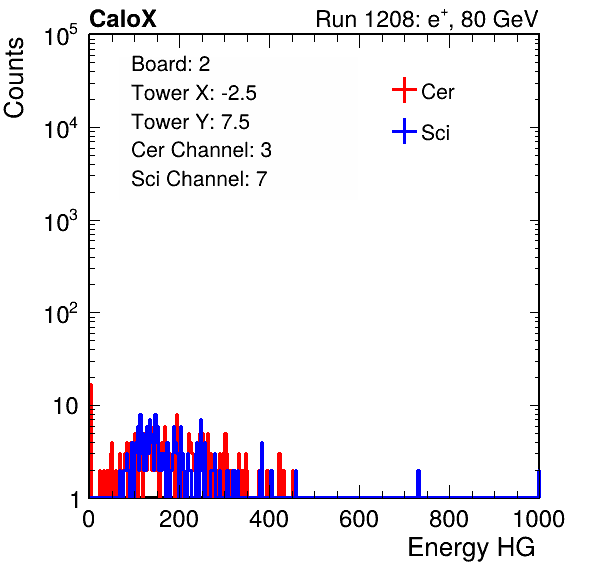 CaloX Run 1208: e⁺, 80 GeV
Counts
10⁵
10⁴
10³
10²
10
1
Board: 2
Tower X: -2.5
Tower Y: 7.5
Cer Channel: 3
Sci Channel: 7
Cer
Sci
0 200 400 600 800 1000
Energy HG